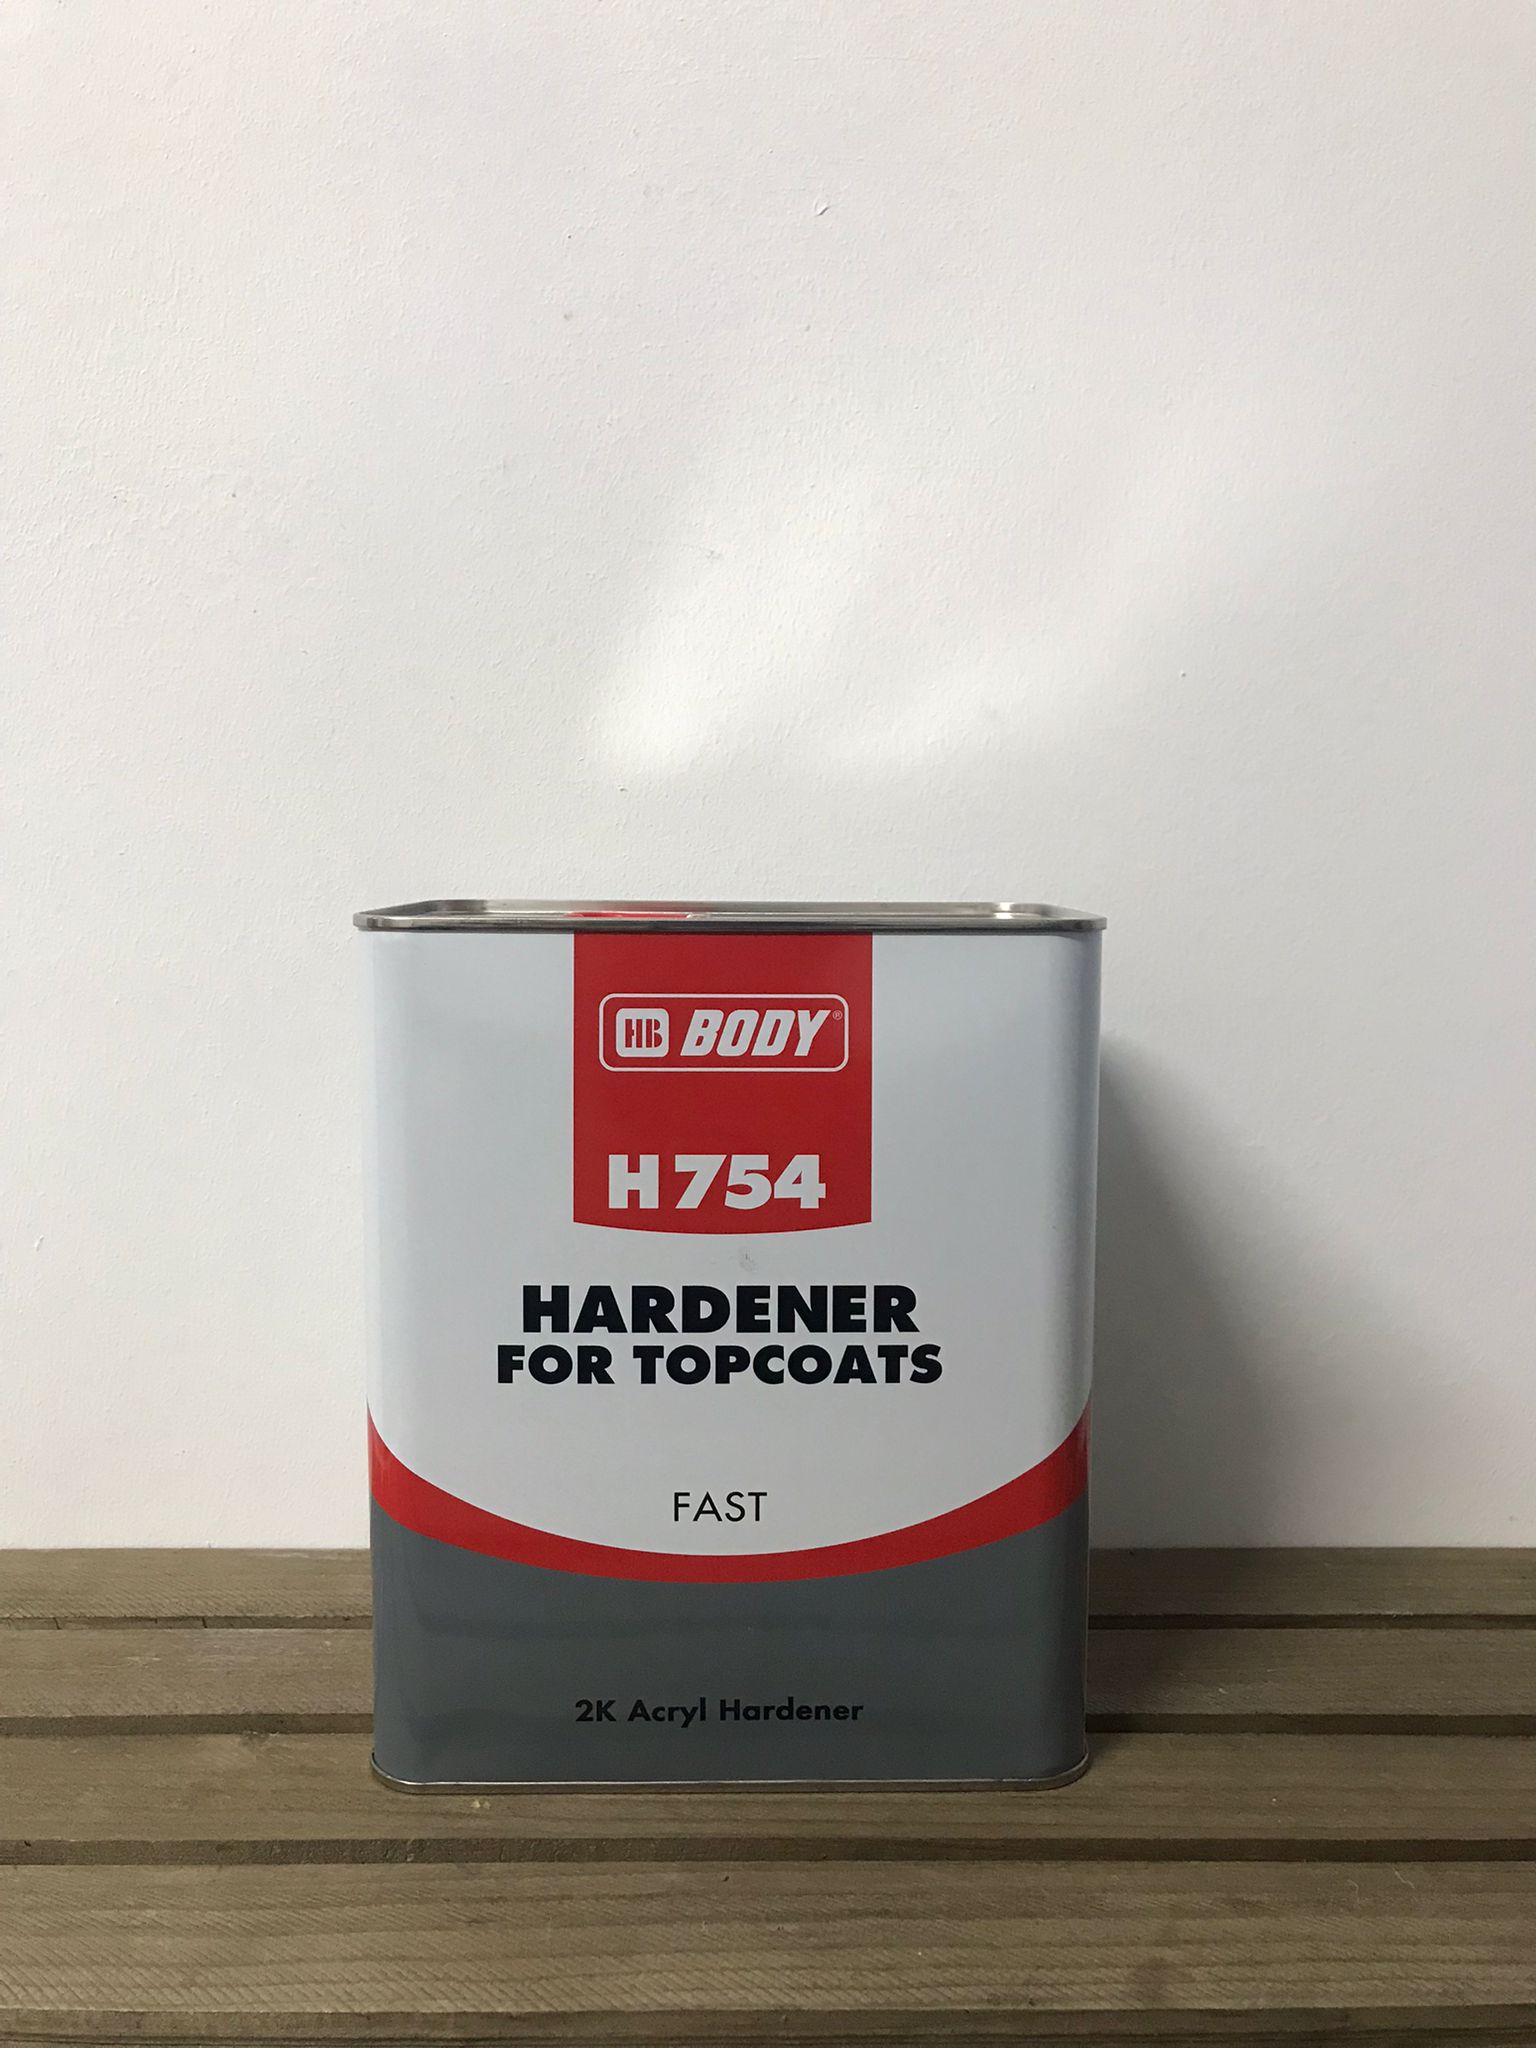 HB BODY®
H 754
HARDENER
FOR TOPCOATS
FAST
2K Acryl Hardener